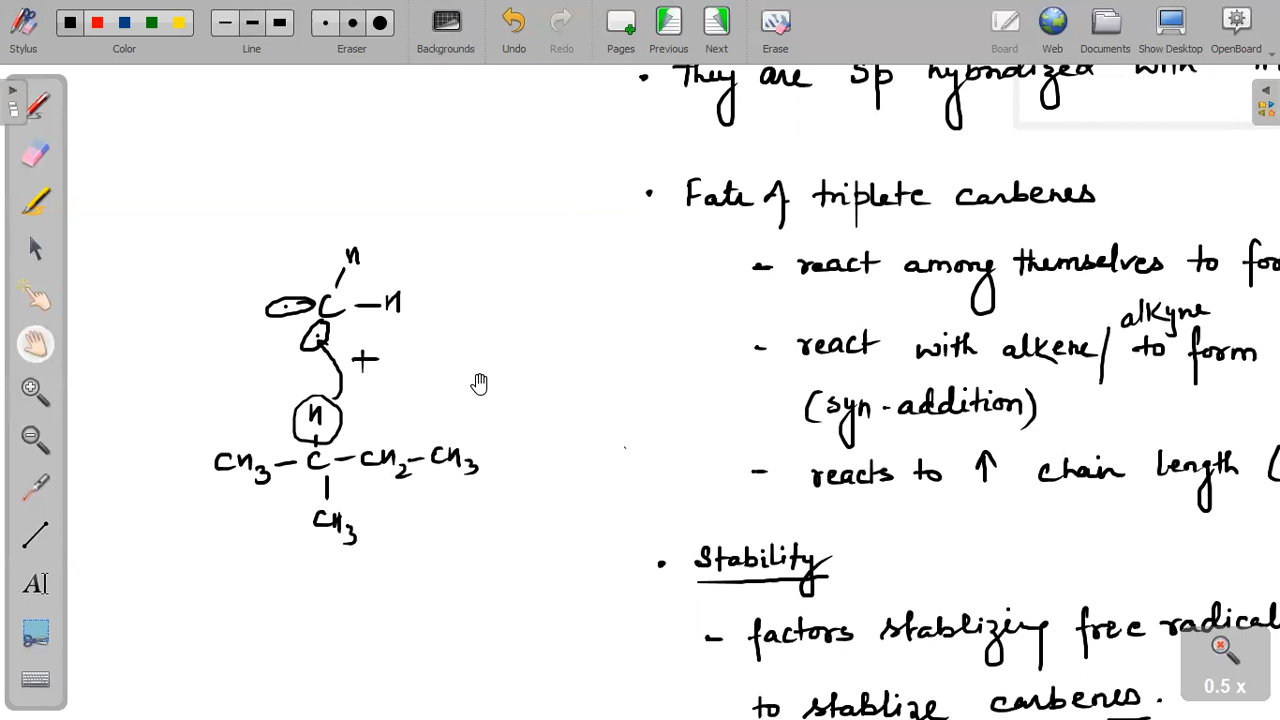 Stylus
Color
Line
Eraser
Backgrounds
Undo
Redo
Pages
Previous
Next
Erase
Board
Web
Documents
Show Desktop
OpenBoard
• They are sp hybridized with
• Fate of triplete carbenes
- react among themselves to
- react with alkene/alkyne to form
(syn-addition)
- reacts to ↑ chain length (
• Stability
- factors stablizing free radical
to stablize carbenes.
H
C - H
+
H
CH3 - C - CH2 - CH3
CH3
AI
0.5 x